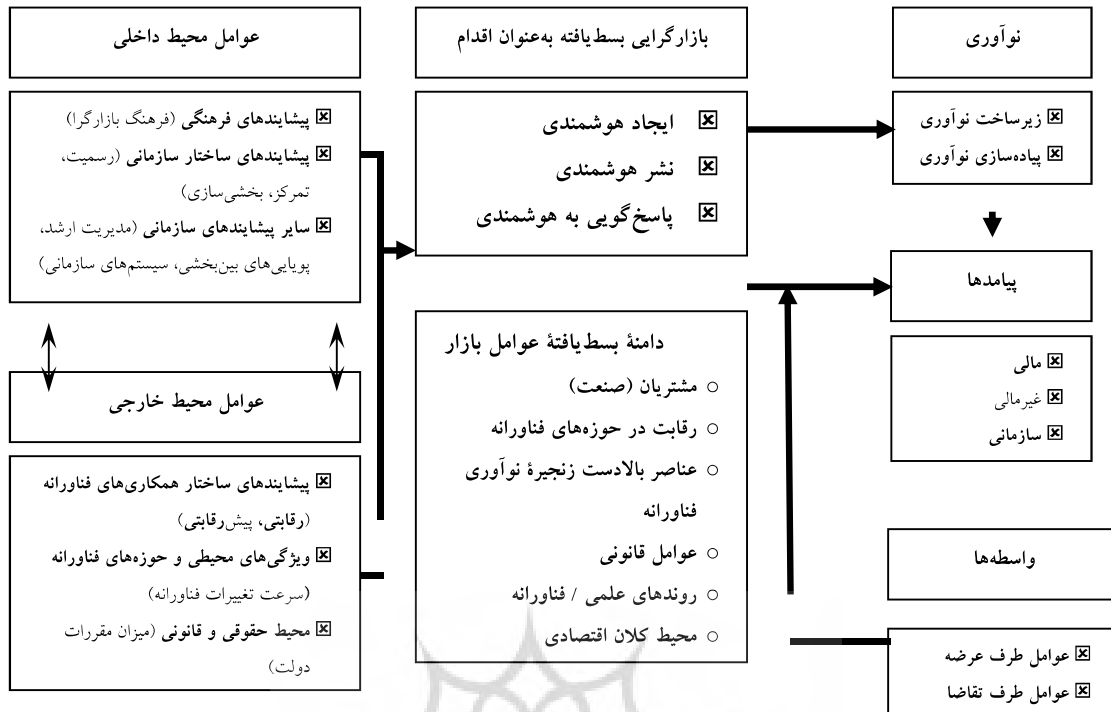 عوامل محیط داخلی
پیشایندهای فرهنگی (فرهنگ بازارگرا)
پیشایندهای ساختار سازمانی (رسمیت،
تمرکز، بخشی‌سازی)
سایر پیشایندهای سازمانی (مدیریت ارشد،
پویایی‌های بین‌بخشی، سیستم‌های سازمانی)
عوامل محیط خارجی
پیشایندهای ساختار همکاری‌های فناورانه
(رقابتی، پیش‌رقابتی)
ویژگی‌های محیطی و حوزه‌های فناورانه
(سرعت تغییرات فناورانه)
محیط حقوقی و قانونی (میزان مقررات
دولت)
بازارگرایی بسط‌یافته به‌عنوان اقدام
ایجاد هوشمندی
نشر هوشمندی
پاسخ‌گویی به هوشمندی
دامنهٔ بسط‌یافتهٔ عوامل بازار
مشتریان (صنعت)
رقابت در حوزه‌های فناورانه
عناصر بالادست زنجیرهٔ نوآوری
فناورانه
عوامل قانونی
روندهای علمی / فناورانه
محیط کلان اقتصادی
نوآوری
زیرساخت نوآوری
پیاده‌سازی نوآوری
پیامدها
مالی
غیرمالی
سازمانی
واسطه‌ها
عوامل طرف عرضه
عوامل طرف تقاضا